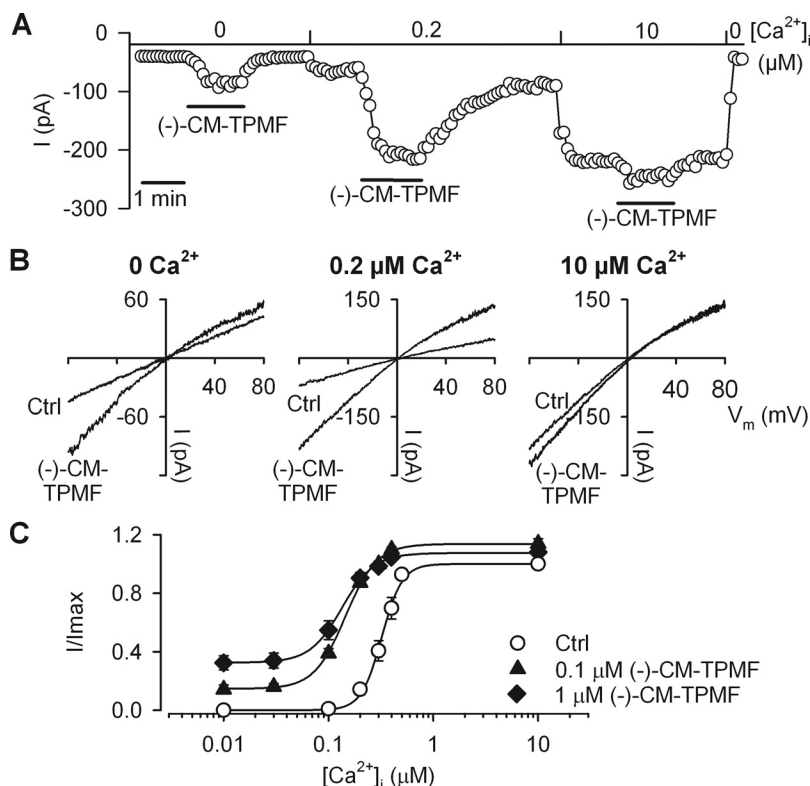 A
0 0.2 10 0 [Ca2+]i
(μM)
0
-100
-200
-300
I (pA)
(-)-CM-TPMF
(-)-CM-TPMF
(-)-CM-TPMF
1 min
B
0 Ca2+ 0.2 μM Ca2+ 10 μM Ca2+
60 150 150
40 80 40 80 40 80
Ctrl Ctrl Ctrl
-60 -150 150 Vm (mV)
I (pA) I (pA) I (pA)
(-)-CM-
TPMF
(-)-CM-
TPMF
(-)-CM-
TPMF
C
1.2
0.8
0.4
0.0
I/Imax
Ctrl
0.1 μM (-)-CM-TPMF
1 μM (-)-CM-TPMF
0.01 0.1 1 10
[Ca2+]i (μM)